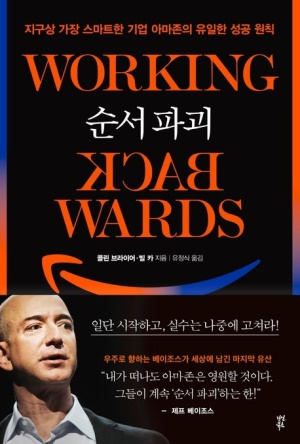 지구상 가장 스마트한 기업 아마존의 유일한 성공 원칙
WORKING
순서 파괴
BACK
WARDS
콜린 브라이어·빌 카 지음 | 유정식 옮김
일단 시작하고, 실수는 나중에 고쳐라!
우주로 향하는 베이조스가 세상에 남긴 마지막 유산
“내가 떠나도 아마존은 영원할 것이다.
그들이 계속 ‘순서 파괴’하는 한!”
– 제프 베이조스
다산북스